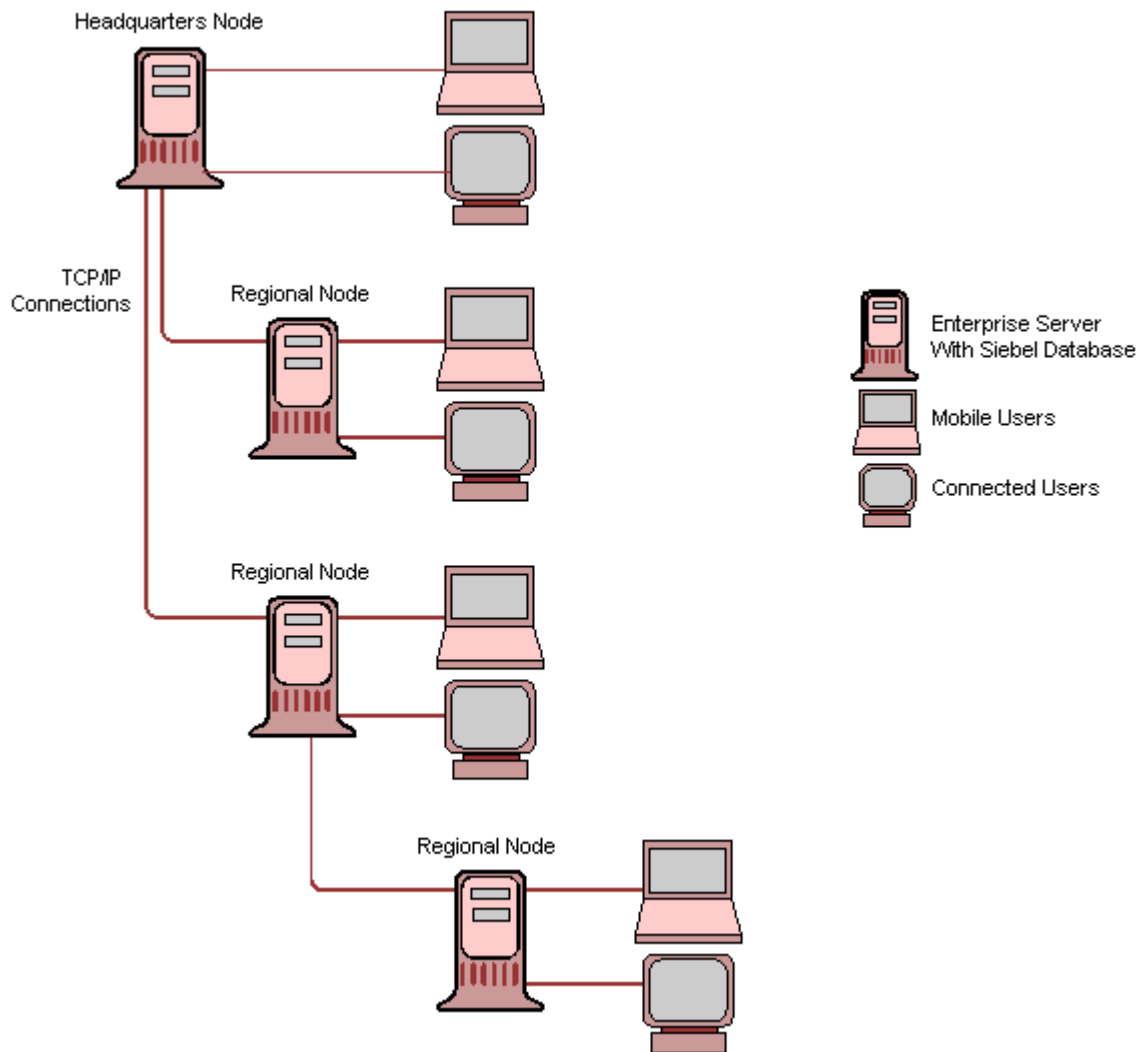 Headquarters Node
TCP/IP
Connections
Regional Node
Enterprise Server
With Siebel Database
Mobile Users
Connected Users
Regional Node
Regional Node